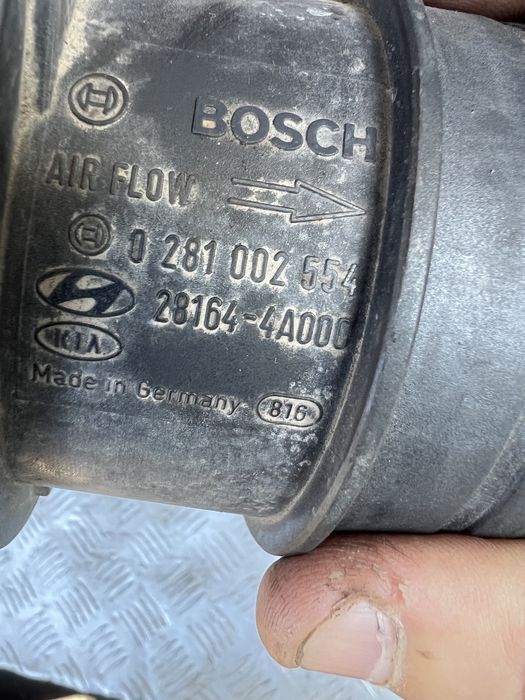 BOSCH
AIR FLOW
0 281 002 554
28164-4A000
KIA
Made in Germany 816